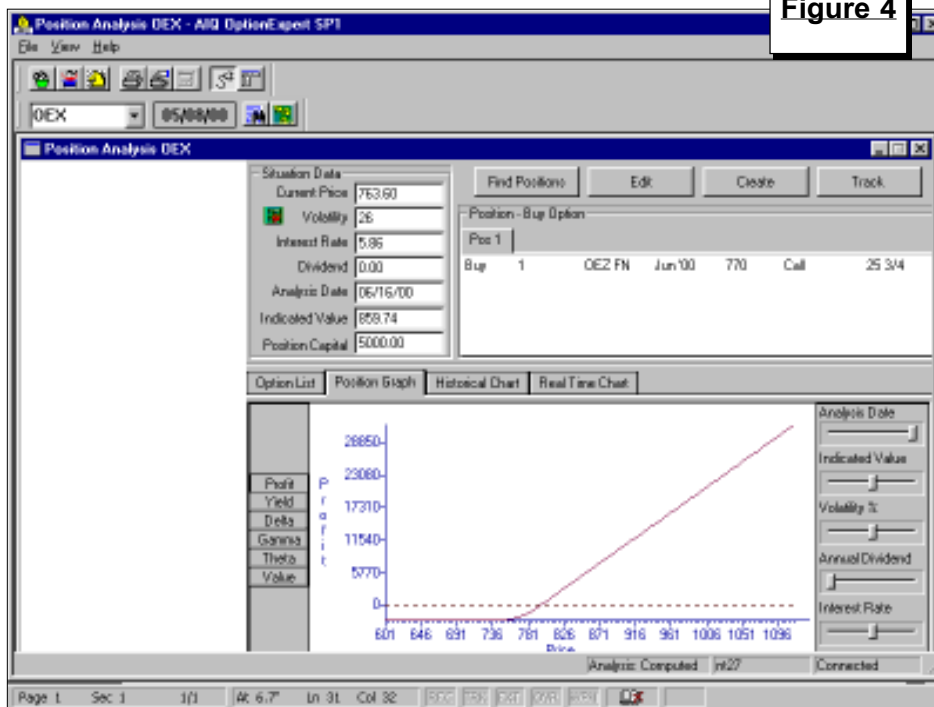 Figure 4
Position Analysis OEX - AIQ OptionExpert SP1
File View Help
OEX 05/08/00
Position Analysis OEX
Situation Data
Current Price 763.60
Volatility 26
Interest Rate 5.86
Dividend 0.00
Analysis Date 06/16/00
Indicated Value 859.74
Position Capital 5000.00
Find Positions Edit Create Track
Position - Buy Option
Pos 1
Buy 1 OEZ FN Jun '00 770 Call 25 3/4
Option List Position Graph Historical Chart Real Time Chart
Profit
Yield
Delta
Gamma
Theta
Value
Profit
28850
23080
17310
11540
5770
0
601 646 691 736 781 826 871 916 961 1006 1051 1096
Price
Analysis Date
Indicated Value
Volatility %
Annual Dividend
Interest Rate
Analysis Computed nt27 Connected
Page 1 Sec 1 1/1 At 6.7" Ln 31 Col 32 REC TRK EXT OVR